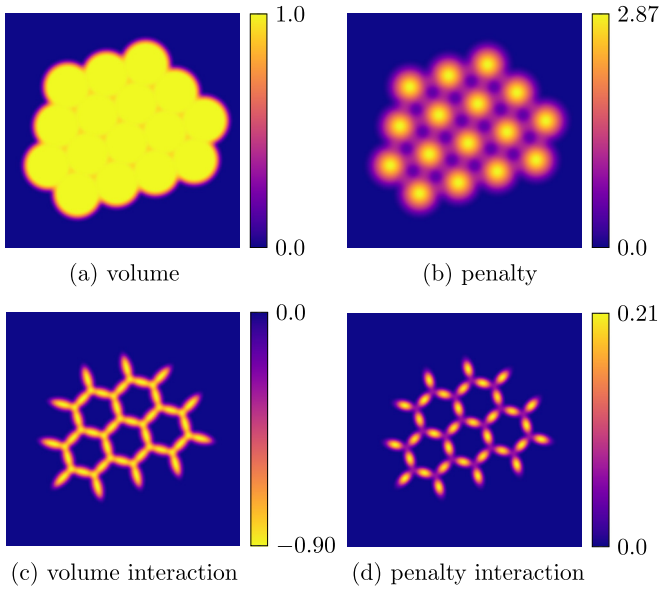 1.0
0.0
(a) volume
2.87
0.0
(b) penalty
0.0
−0.90
(c) volume interaction
0.21
0.0
(d) penalty interaction